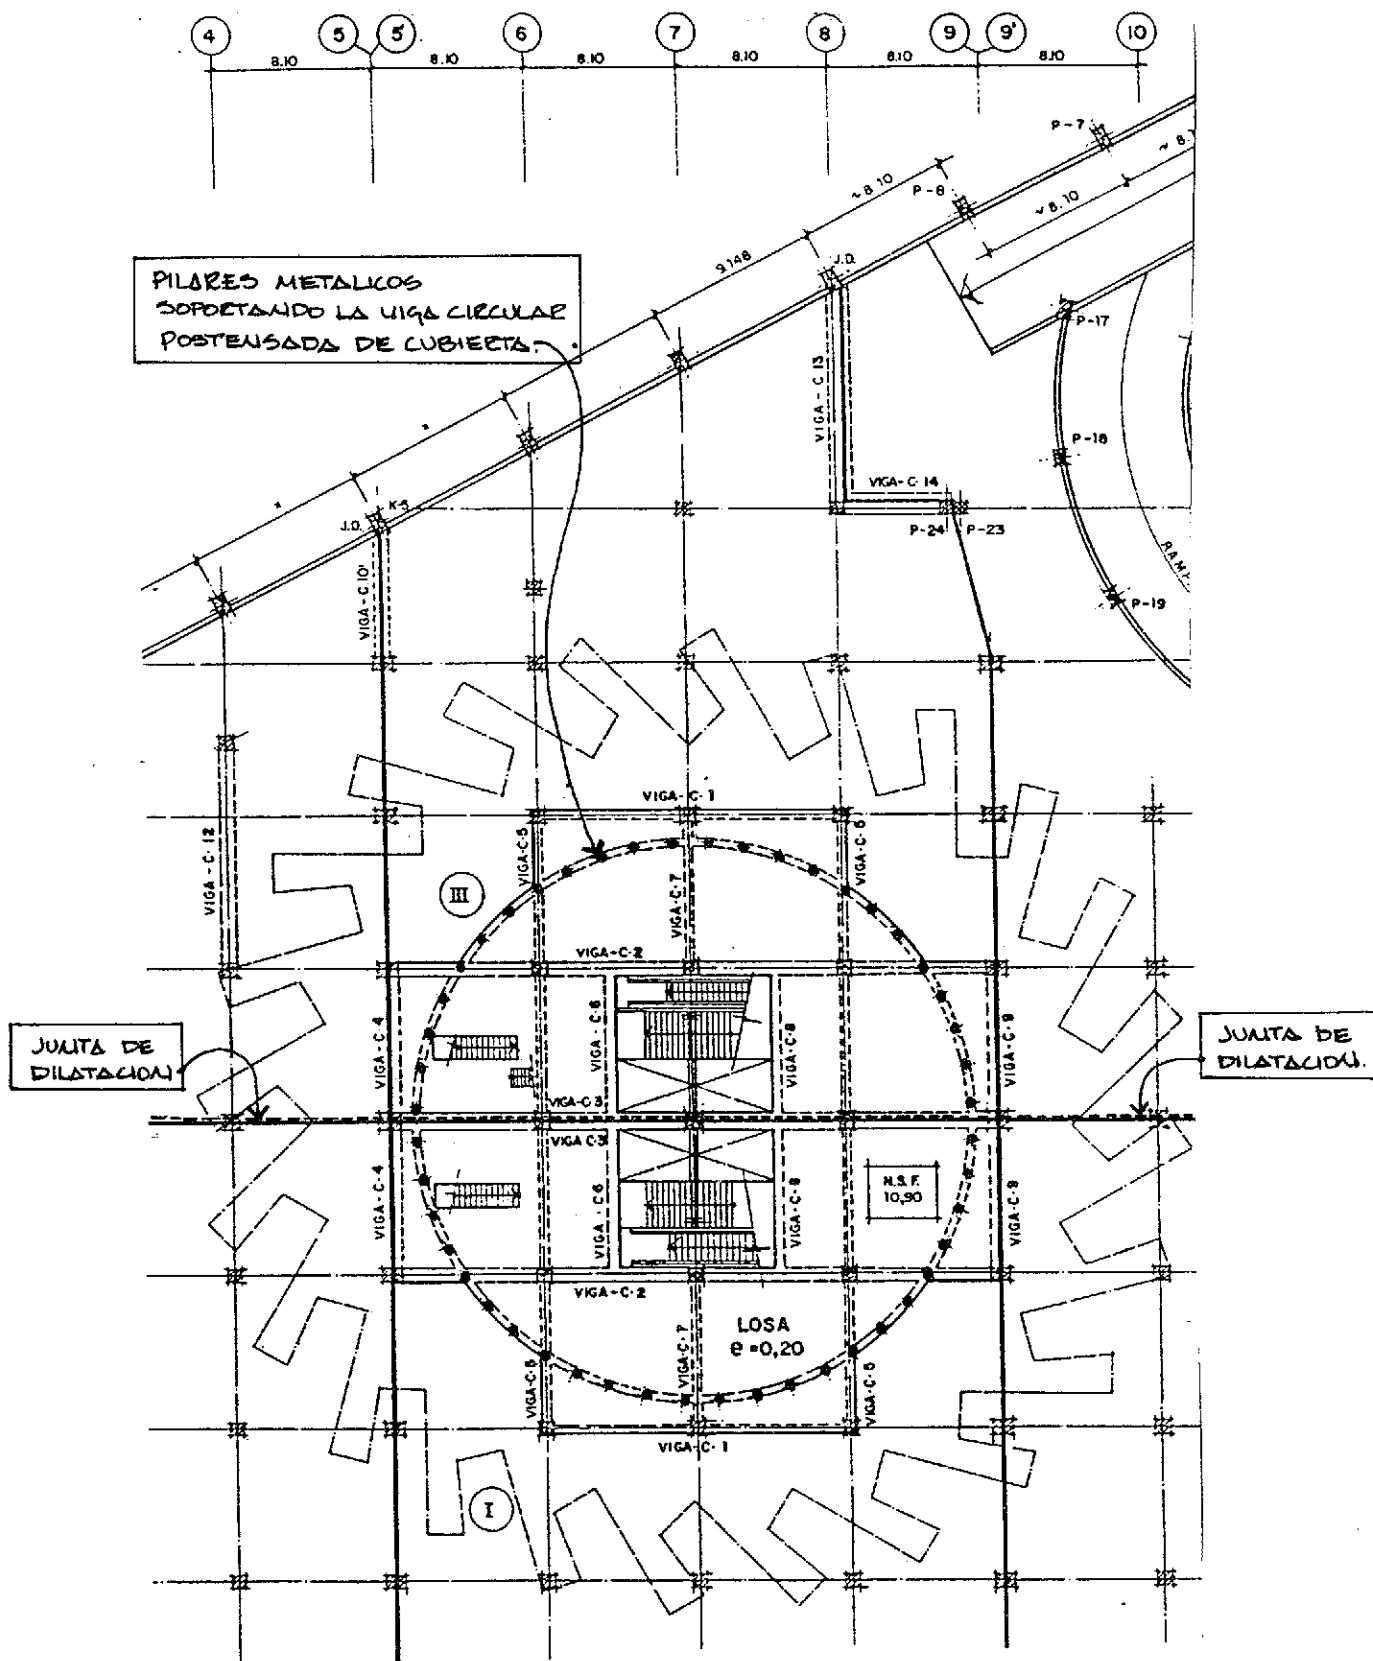 4 5 5' 6 7 8 9 9' 10
8.10 8.10 8.10 8.10 8.10 8.10
P-7
~8.10
P-8
~8.10
9.148
J.D.
PILARES METALICOS
SOPORTANDO LA VIGA CIRCULAR
POSTENSADA DE CUBIERTA.
P-17
VIGA-C 13
P-18
VIGA-C-14
J.D.
P-24 P-23
VIGA-C.10'
P-19
VIGA-C-1
VIGA-C-12
VIGA-C-5
VIGA-C-7
VIGA-C-5
III
VIGA-C-2
JUNTA DE
DILATACION
VIGA-C-4
VIGA-C-6
VIGA-C-8
VIGA-C-9
JUNTA DE
DILATACION.
VIGA-C-3
VIGA C-3
VIGA-C-4
VIGA-C6
VIGA-C-8
N.S.F.
10,90
VIGA-C-9
VIGA-C-2
LOSA
e=0,20
VIGA-C-5
VIGA-C-7
VIGA-C-5
VIGA-C-1
I